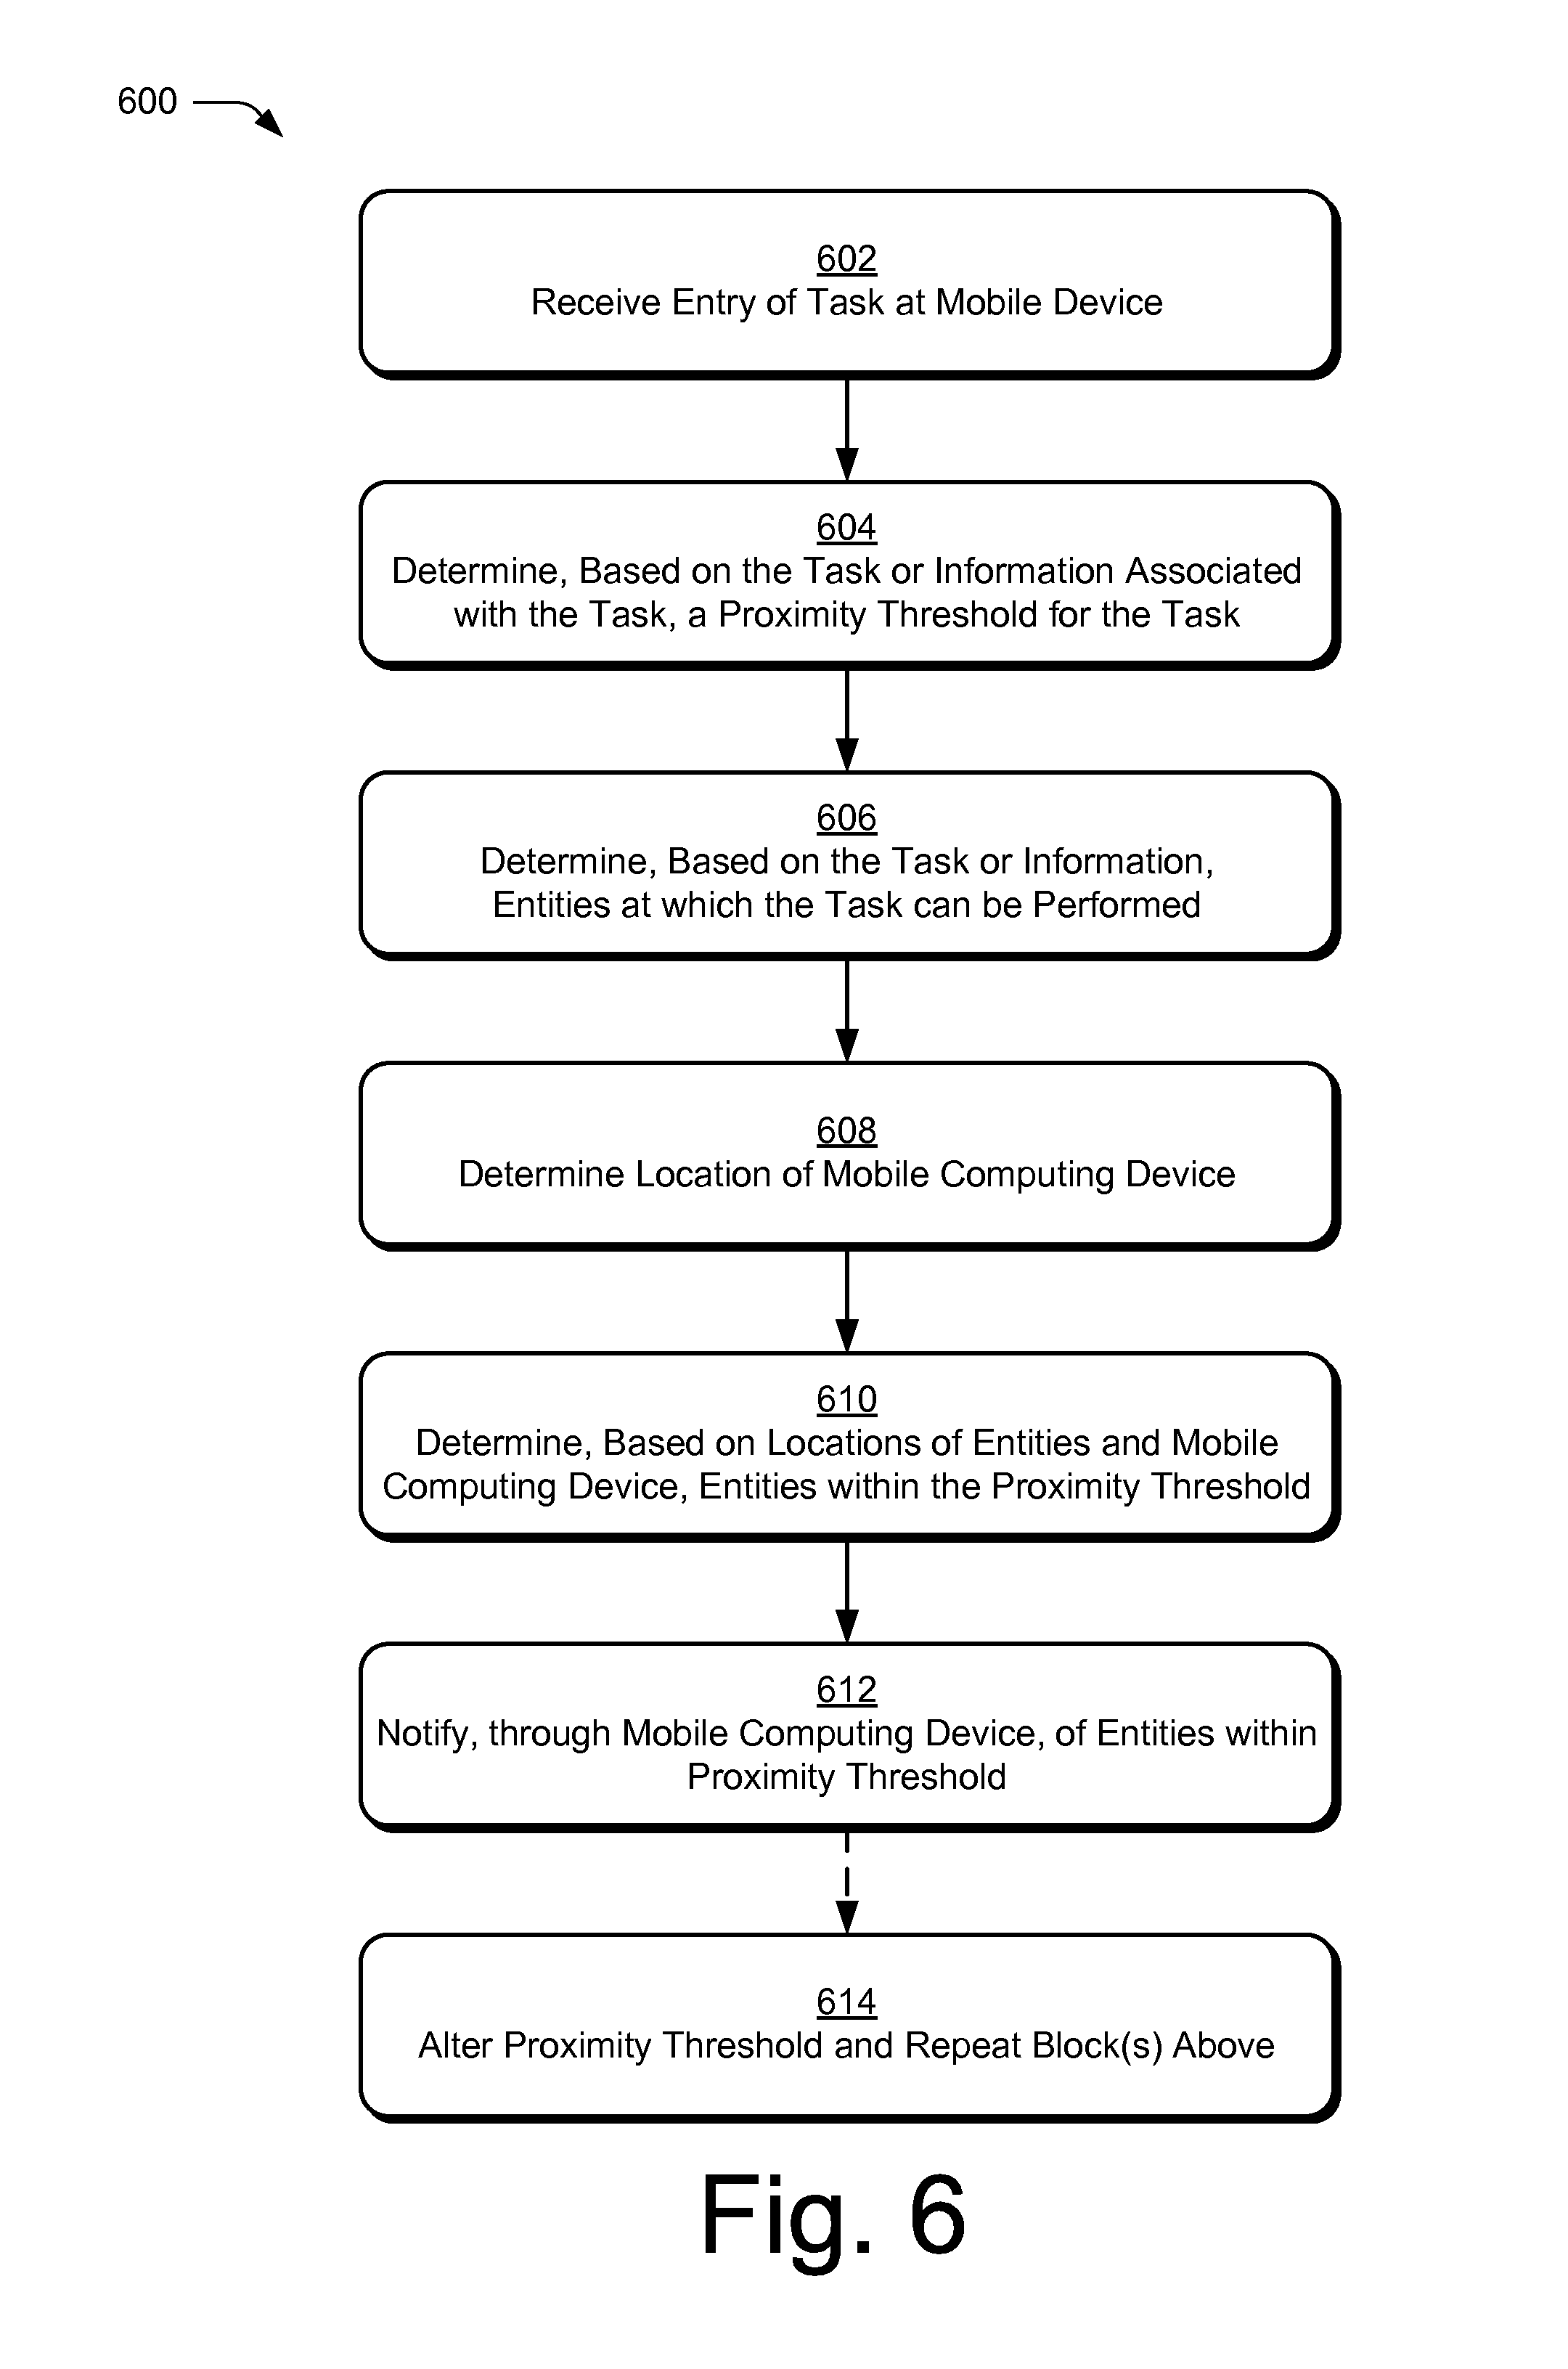 600
602
Receive Entry of Task at Mobile Device
604
Determine, Based on the Task or Information Associated
with the Task, a Proximity Threshold for the Task
606
Determine, Based on the Task or Information,
Entities at which the Task can be Performed
608
Determine Location of Mobile Computing Device
610
Determine, Based on Locations of Entities and Mobile
Computing Device, Entities within the Proximity Threshold
612
Notify, through Mobile Computing Device, of Entities within
Proximity Threshold
614
Alter Proximity Threshold and Repeat Block(s) Above
Fig. 6